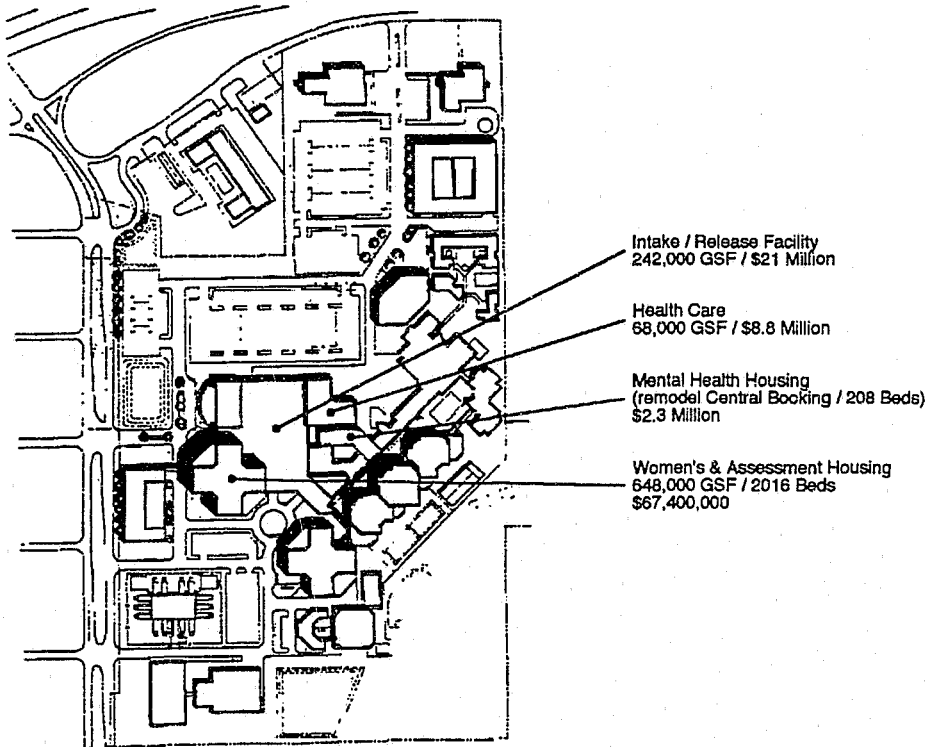 Intake / Release Facility
242,000 GSF / $21 Million
Health Care
68,000 GSF / $8.8 Million
Mental Health Housing
(remodel Central Booking / 208 Beds)
$2.3 Million
Women's & Assessment Housing
648,000 GSF / 2016 Beds
$67,400,000